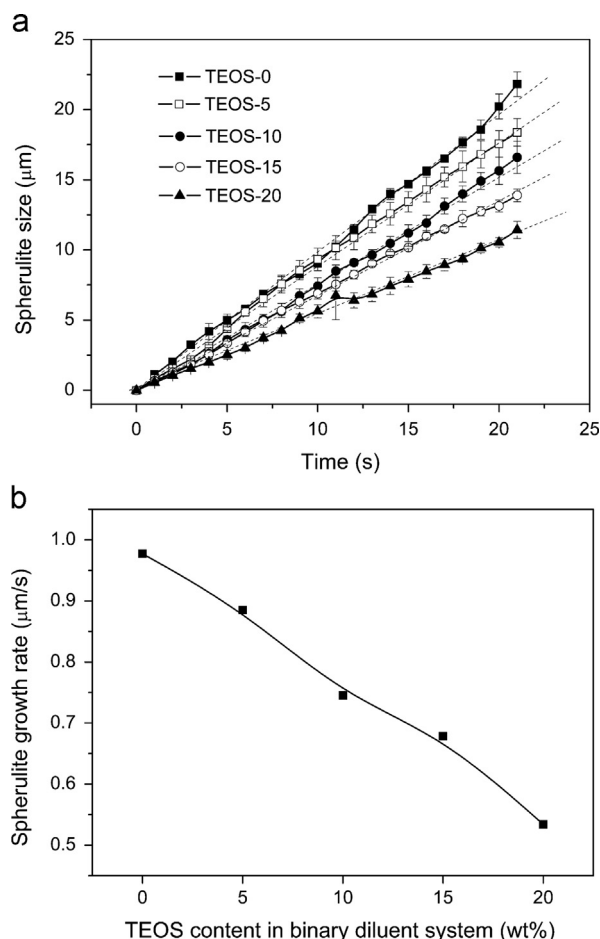 a
25
20
15
10
5
0
Spherulite size (μm)
TEOS-0
TEOS-5
TEOS-10
TEOS-15
TEOS-20
0 5 10 15 20 25
Time (s)
b
1.0
0.9
0.8
0.7
0.6
0.5
Spherulite growth rate (μm/s)
0 5 10 15 20
TEOS content in binary diluent system (wt%)